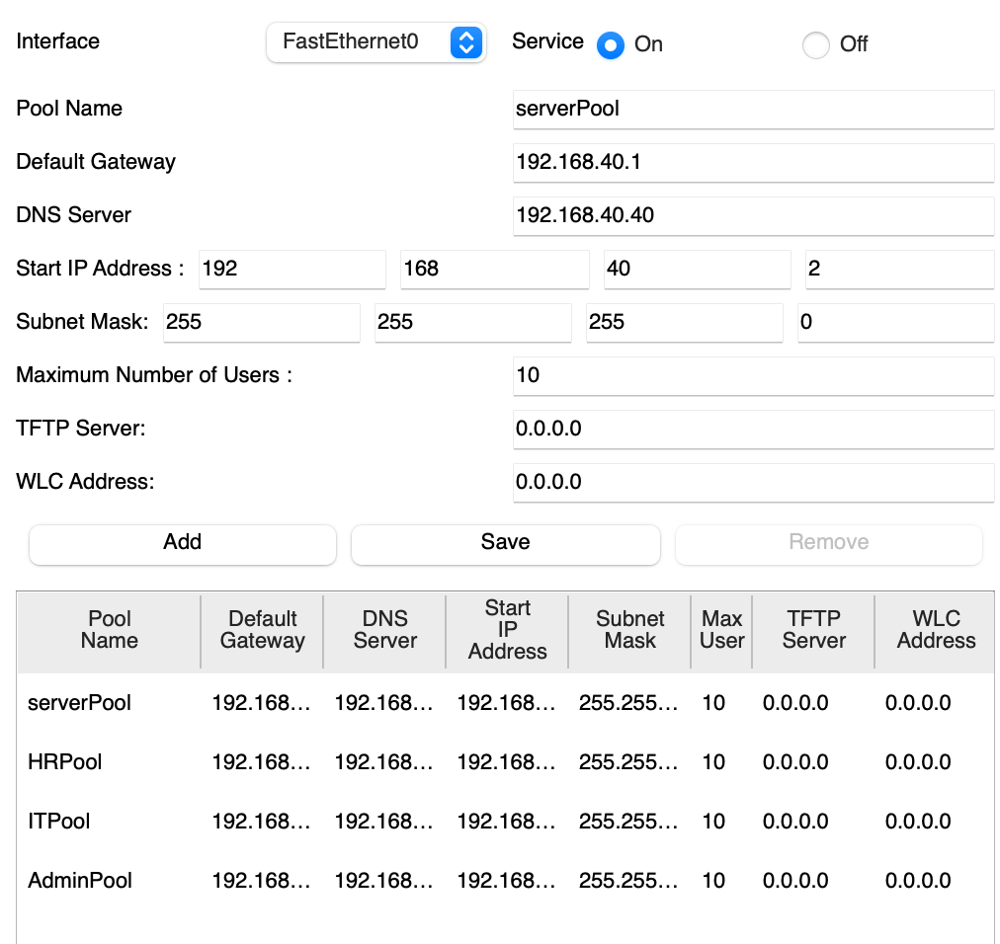 Interface FastEthernet0 Service On Off
Pool Name serverPool
Default Gateway 192.168.40.1
DNS Server 192.168.40.40
Start IP Address : 192 168 40 2
Subnet Mask: 255 255 255 0
Maximum Number of Users : 10
TFTP Server: 0.0.0.0
WLC Address: 0.0.0.0
Add Save Remove
Pool Name Default Gateway DNS Server Start IP Address Subnet Mask Max User TFTP Server WLC Address
serverPool 192.168... 192.168... 192.168... 255.255... 10 0.0.0.0 0.0.0.0
HRPool 192.168... 192.168... 192.168... 255.255... 10 0.0.0.0 0.0.0.0
ITPool 192.168... 192.168... 192.168... 255.255... 10 0.0.0.0 0.0.0.0
AdminPool 192.168... 192.168... 192.168... 255.255... 10 0.0.0.0 0.0.0.0